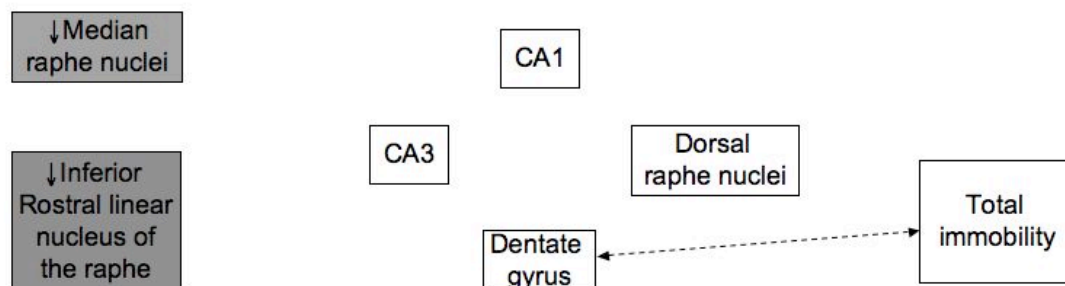 ↓Median
raphe nuclei
CA1
CA3
Dorsal
raphe nuclei
↓Inferior
Rostral linear
nucleus of
the raphe
Total
immobility
Dentate
gyrus